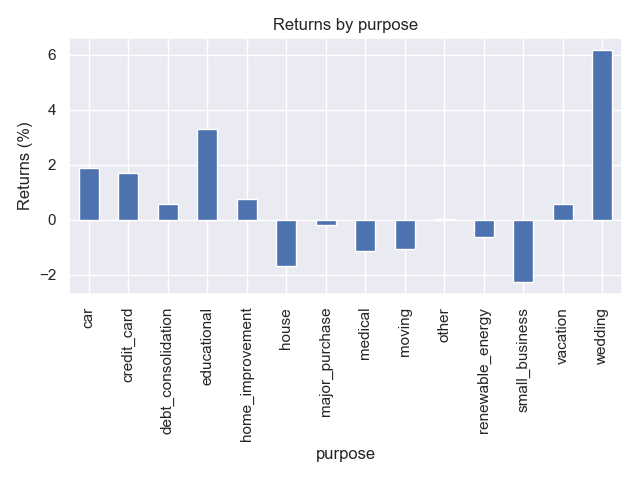 Returns by purpose
Returns (%)
6
4
2
0
−2
car
credit_card
debt_consolidation
educational
home_improvement
house
major_purchase
medical
moving
other
renewable_energy
small_business
vacation
wedding
purpose